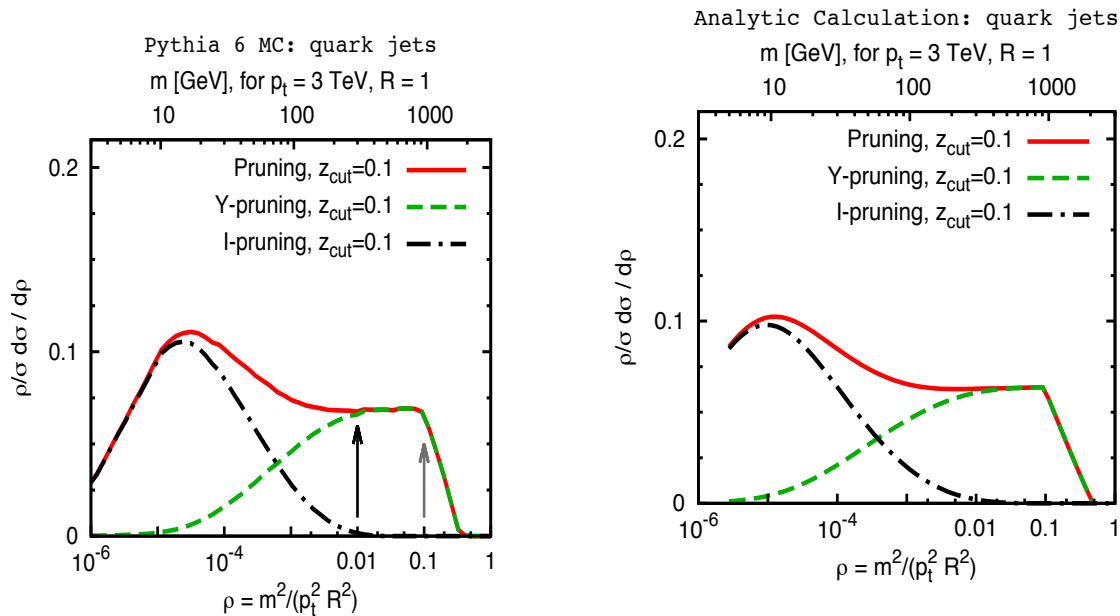 Pythia 6 MC: quark jets
m [GeV], for pt = 3 TeV, R = 1
10 100 1000
0.2
0.1
0
ρ/σ dσ / dρ
Pruning, zcut=0.1
Y-pruning, zcut=0.1
I-pruning, zcut=0.1
10-6 10-4 0.01 0.1 1
ρ = m2/(pt2 R2)
Analytic Calculation: quark jets
m [GeV], for pt = 3 TeV, R = 1
10 100 1000
0.2
0.1
0
ρ/σ dσ / dρ
Pruning, zcut=0.1
Y-pruning, zcut=0.1
I-pruning, zcut=0.1
10-6 10-4 0.01 0.1 1
ρ = m2/(pt2 R2)